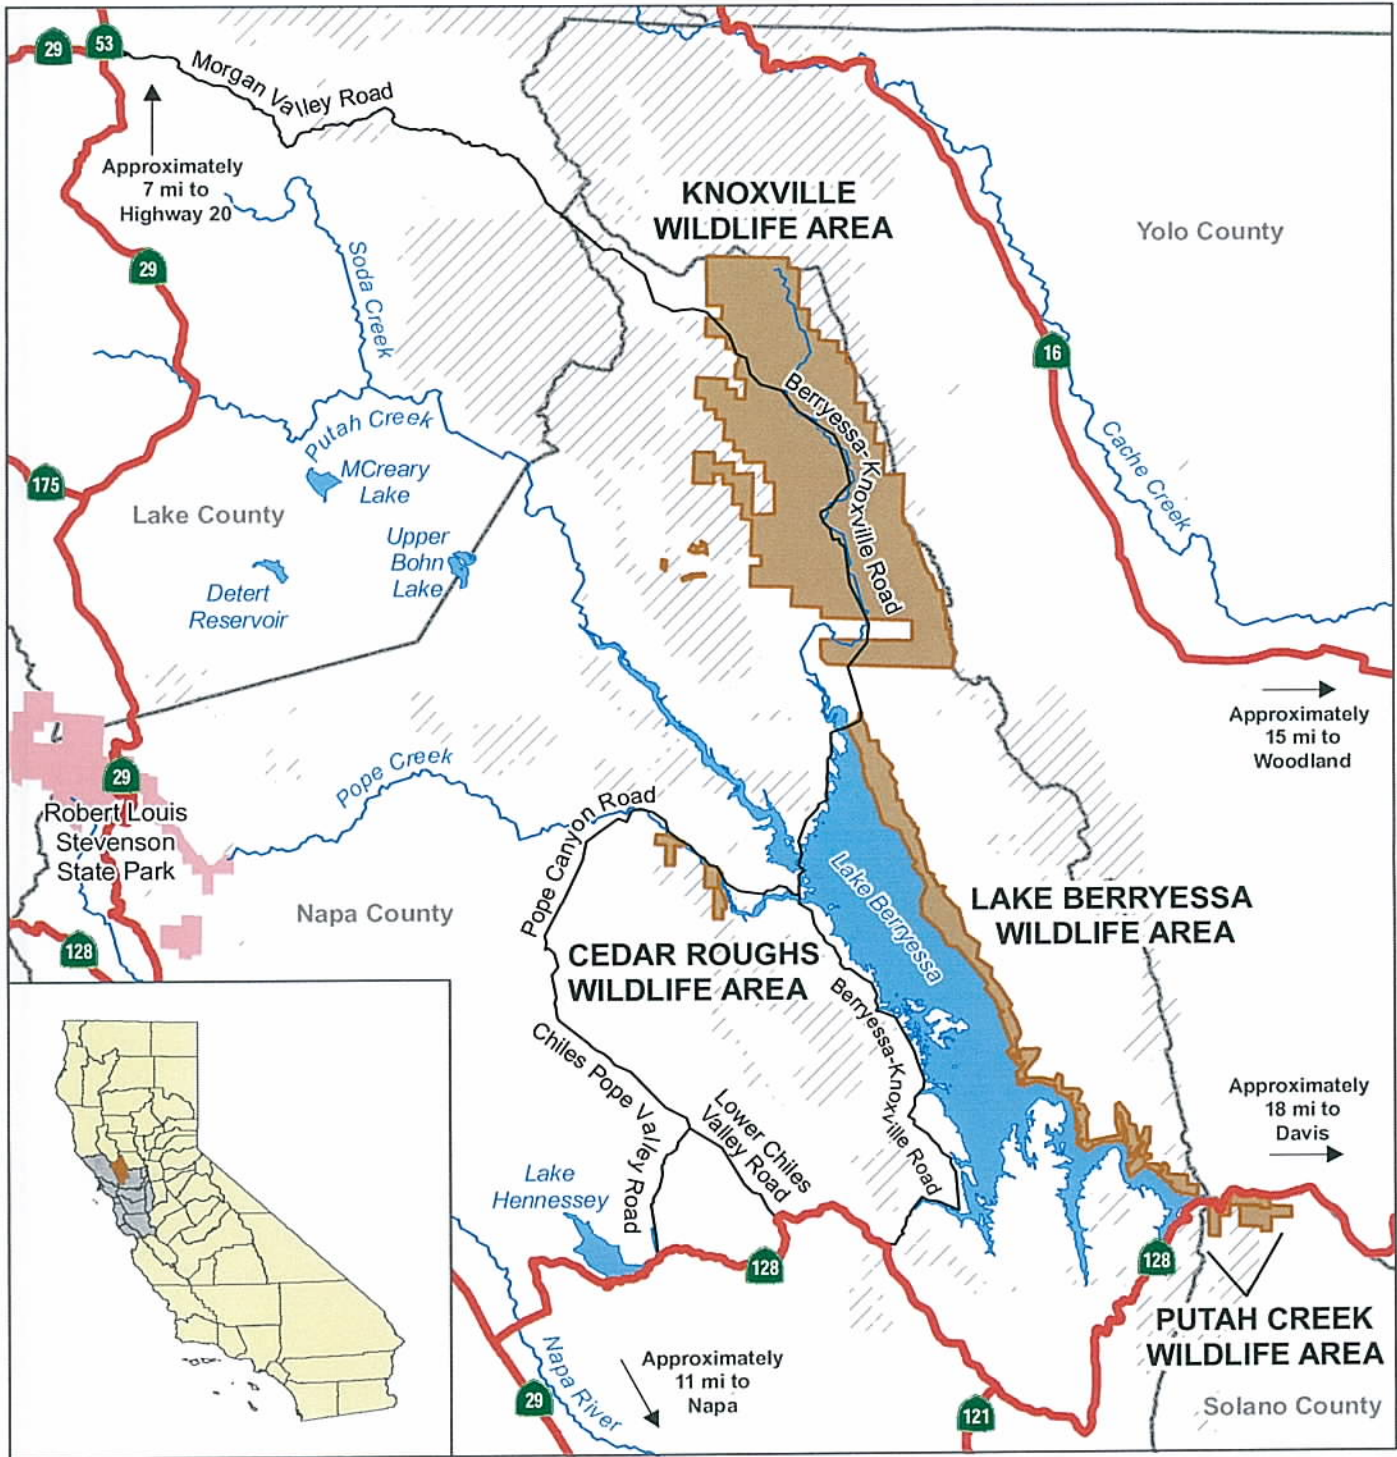 29
53
Morgan Valley Road
Approximately
7 mi to
Highway 20
KNOXVILLE
WILDLIFE AREA
Yolo County
29
Soda Creek
16
Berryessa-Knoxville Road
Putah Creek
Cache Creek
175
MCreary
Lake
Lake County
Upper
Bohn
Lake
Detert
Reservoir
Approximately
15 mi to
Woodland
29
Pope Creek
Robert Louis
Stevenson
State Park
Pope Canyon Road
Lake Berryessa
LAKE BERRYESSA
WILDLIFE AREA
Napa County
128
CEDAR ROUGHS
WILDLIFE AREA
Berryessa-Knoxville Road
Chiles Pope Valley Road
Lower Chiles
Valley Road
Approximately
18 mi to
Davis
Lake
Hennessey
128
128
PUTAH CREEK
WILDLIFE AREA
Napa River
Approximately
11 mi to
Napa
29
121
Solano County